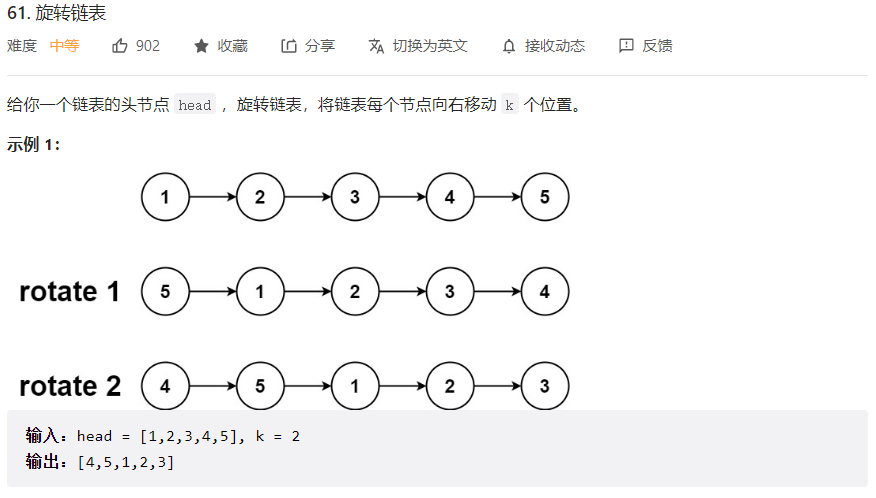 61. 旋转链表
难度 中等 902 收藏 分享 切换为英文 接收动态 反馈
给你一个链表的头节点 head ，旋转链表，将链表每个节点向右移动 k 个位置。
示例 1：
1 2 3 4 5
rotate 1 5 1 2 3 4
rotate 2 4 5 1 2 3
输入：head = [1,2,3,4,5], k = 2
输出：[4,5,1,2,3]